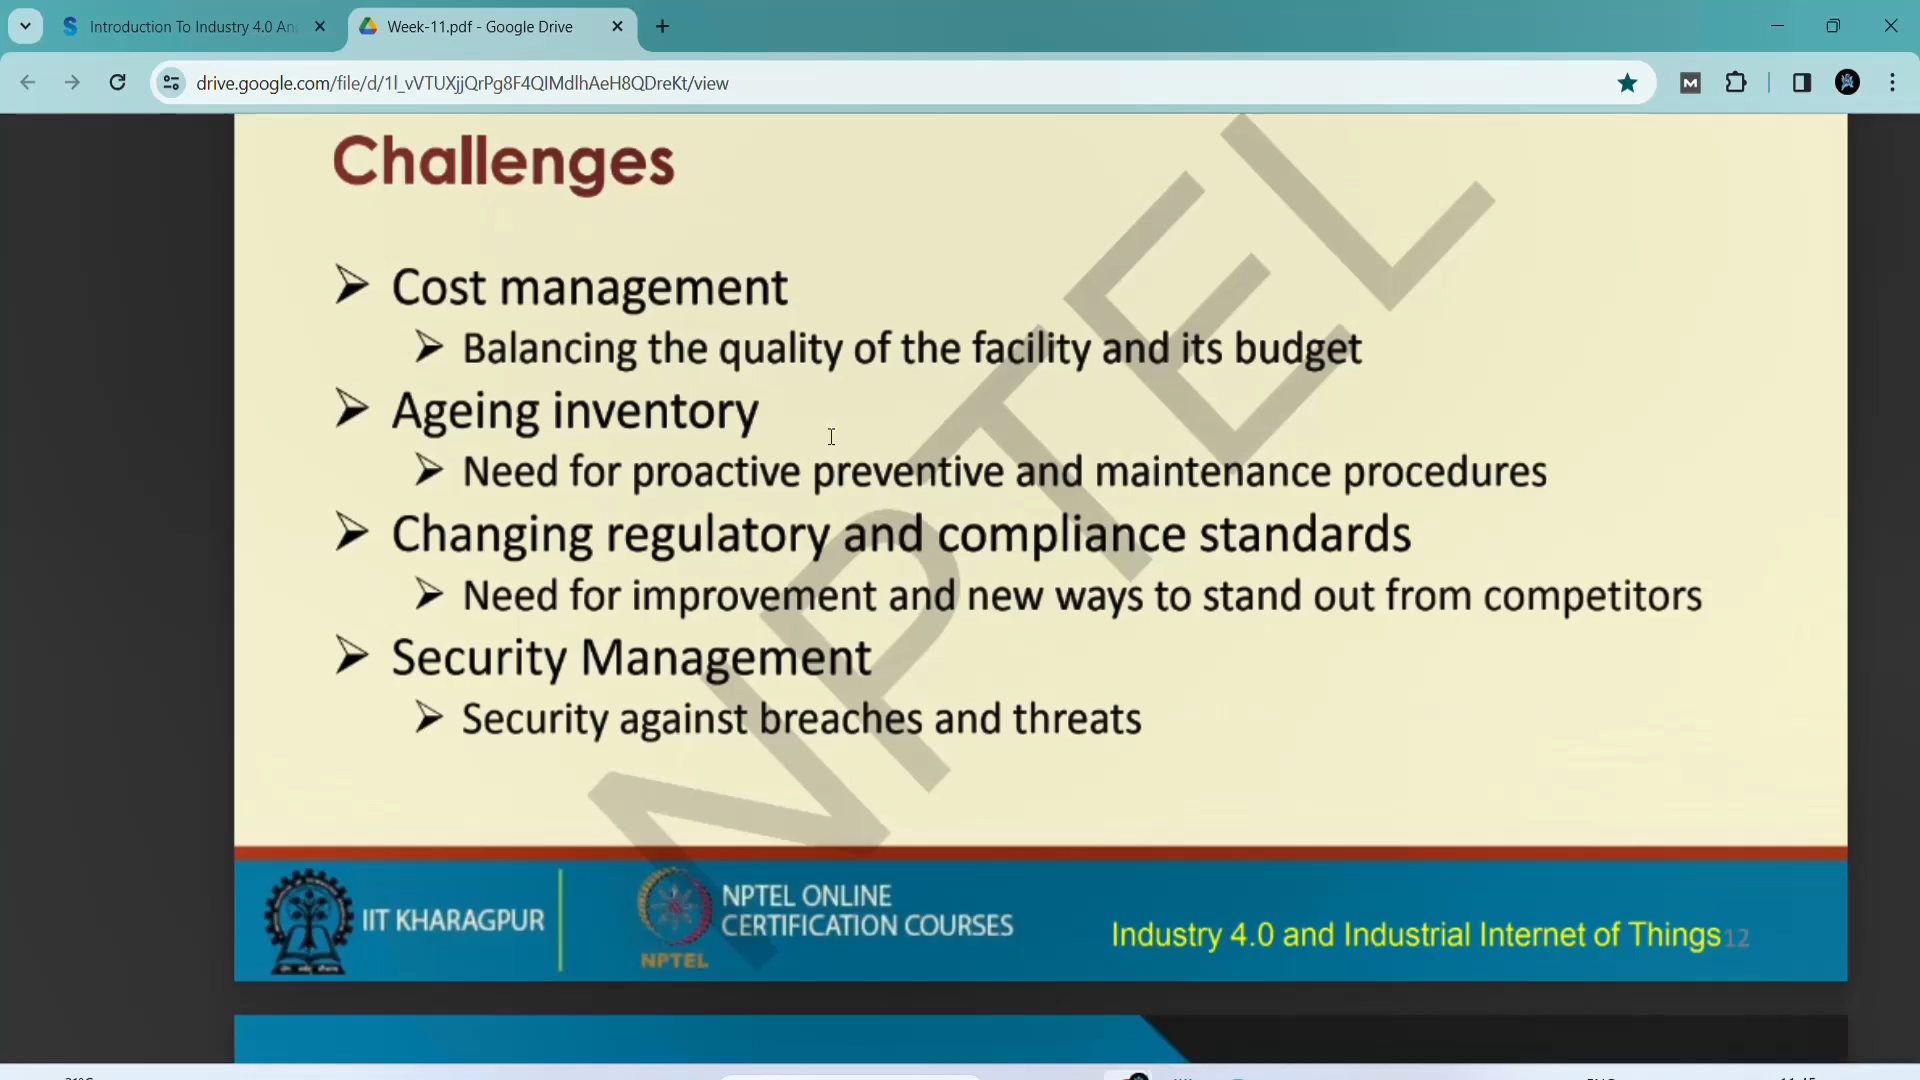 Introduction To Industry 4.0 An
Week-11.pdf - Google Drive
drive.google.com/file/d/1l_vVTUXjjQrPg8F4QIMdlhAeH8QDreKt/view
Challenges
Cost management
Balancing the quality of the facility and its budget
Ageing inventory
Need for proactive preventive and maintenance procedures
Changing regulatory and compliance standards
Need for improvement and new ways to stand out from competitors
Security Management
Security against breaches and threats
NPTEL
IIT KHARAGPUR
NPTEL ONLINE
CERTIFICATION COURSES
NPTEL
Industry 4.0 and Industrial Internet of Things 12